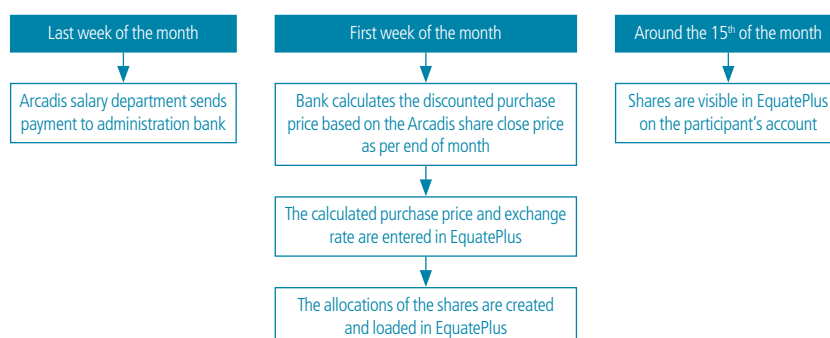 Last week of the month
Arcadis salary department sends
payment to administration bank
First week of the month
Bank calculates the discounted purchase
price based on the Arcadis share close price
as per end of month
The calculated purchase price and exchange
rate are entered in EquatePlus
The allocations of the shares are created
and loaded in EquatePlus
Around the 15th of the month
Shares are visible in EquatePlus
on the participant's account